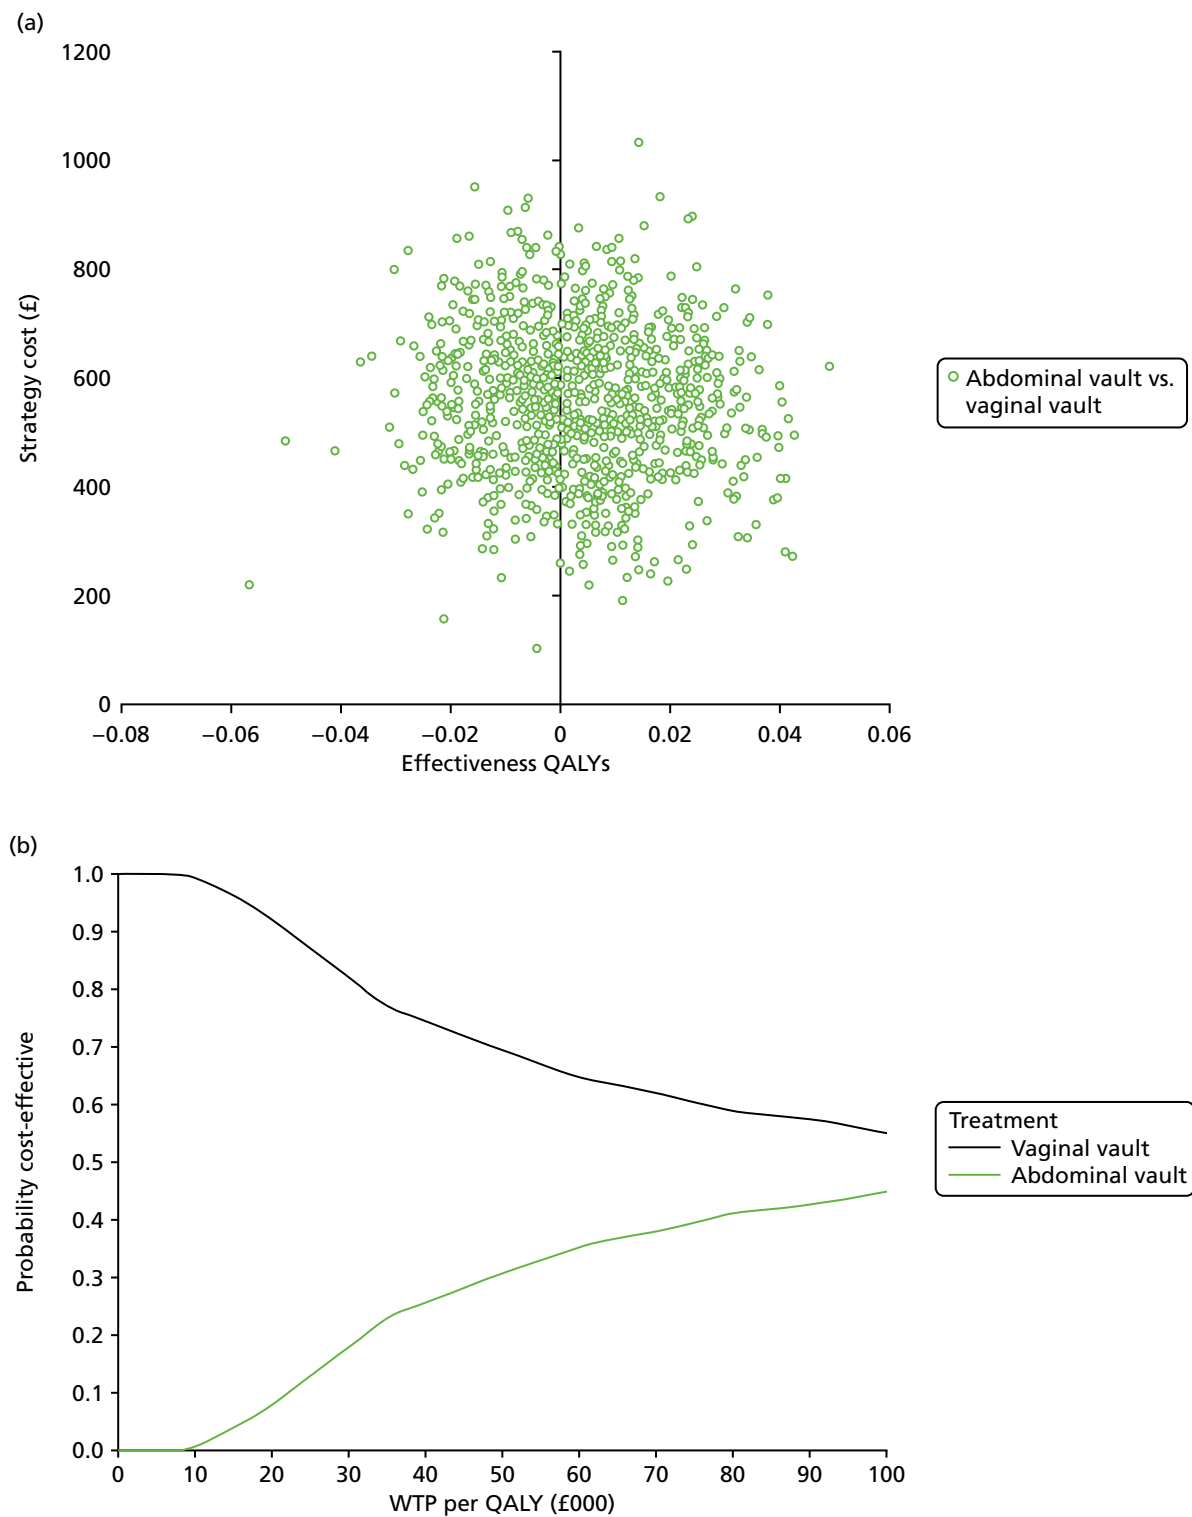 (a)
1200
1000
800
600
400
200
0
Strategy cost (£)
−0.08 −0.06 −0.04 −0.02 0 0.02 0.04 0.06
Effectiveness QALYs
Abdominal vault vs.
vaginal vault
(b)
1.0
0.9
0.8
0.7
0.6
0.5
0.4
0.3
0.2
0.1
0.0
Probability cost-effective
0 10 20 30 40 50 60 70 80 90 100
WTP per QALY (£000)
Treatment
Vaginal vault
Abdominal vault